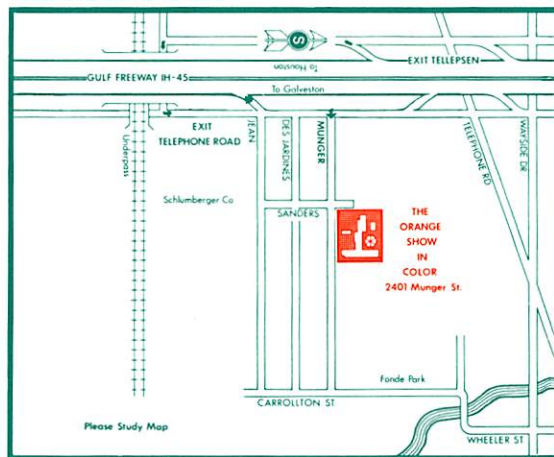 S
EXIT TELLEPSEN
To Houston
GULF FREEWAY IH-45
To Galveston
EXIT
TELEPHONE ROAD
Underpass
JEAN
DES JARDINES
MUNGER
TELEPHONE RD
WAYSIDE DR
Schlumberger Co
SANDERS
THE
ORANGE
SHOW
IN
COLOR
2401 Munger St.
Fonde Park
CARROLLTON ST.
Please Study Map
WHEELER ST